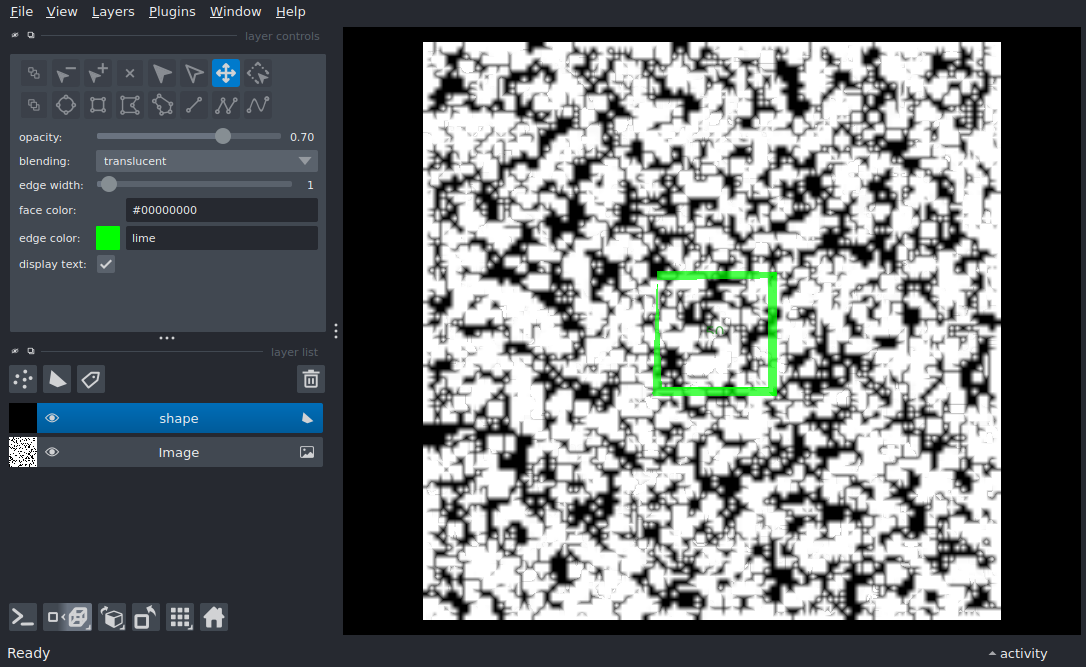 File View Layers Plugins Window Help
layer controls
opacity: 0.70
blending: translucent
edge width: 1
face color: #00000000
edge color: lime
display text:
layer list
shape
Image
Ready
activity